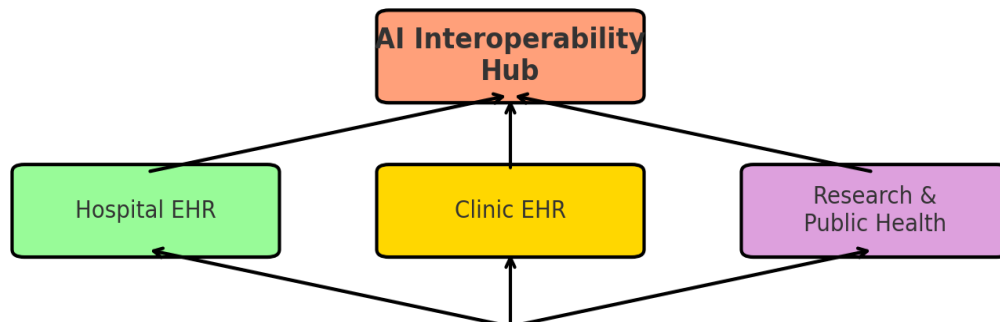 AI Interoperability
Hub
Hospital EHR
Clinic EHR
Research &
Public Health